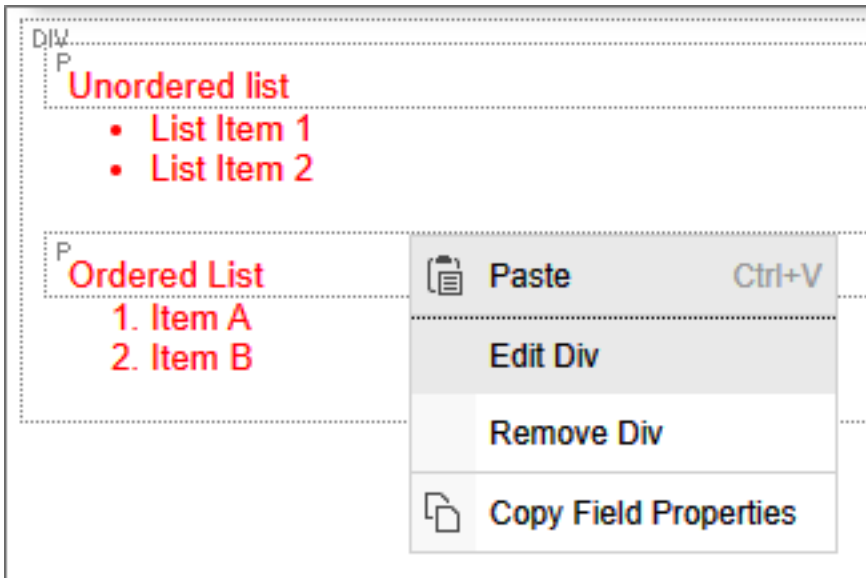 DIV
P
Unordered list
• List Item 1
• List Item 2
P
Ordered List
1. Item A
2. Item B
Paste Ctrl+V
Edit Div
Remove Div
Copy Field Properties